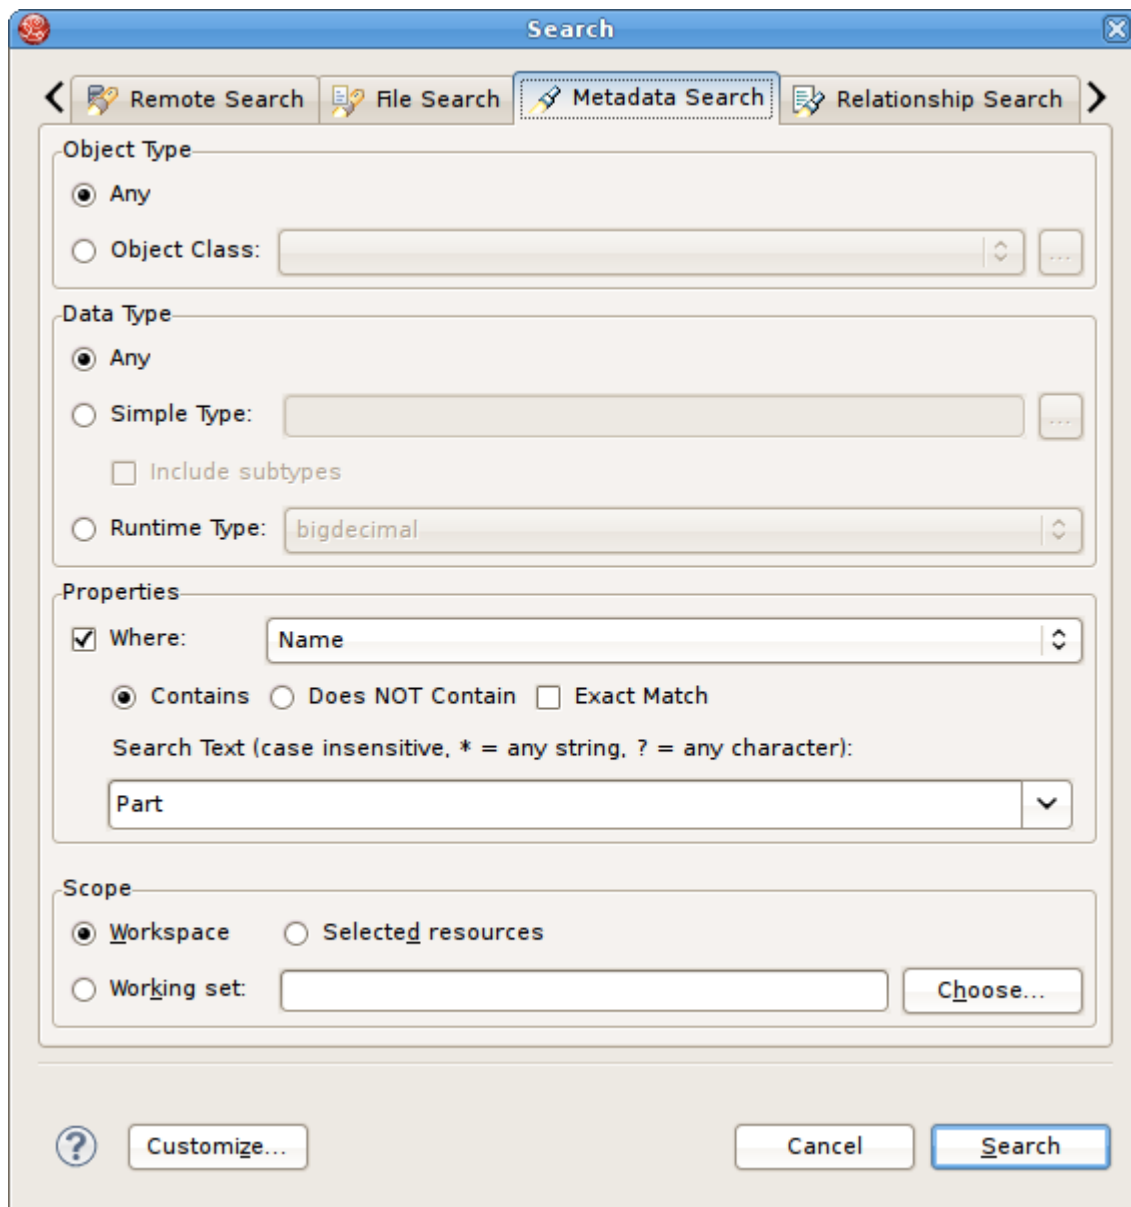 Search
Remote Search File Search Metadata Search Relationship Search
Object Type
Any
Object Class: ...
Data Type
Any
Simple Type: ...
Include subtypes
Runtime Type: bigdecimal
Properties
Where: Name
Contains Does NOT Contain Exact Match
Search Text (case insensitive, * = any string, ? = any character):
Part
Scope
Workspace Selected resources
Working set: Choose...
? Customize... Cancel Search